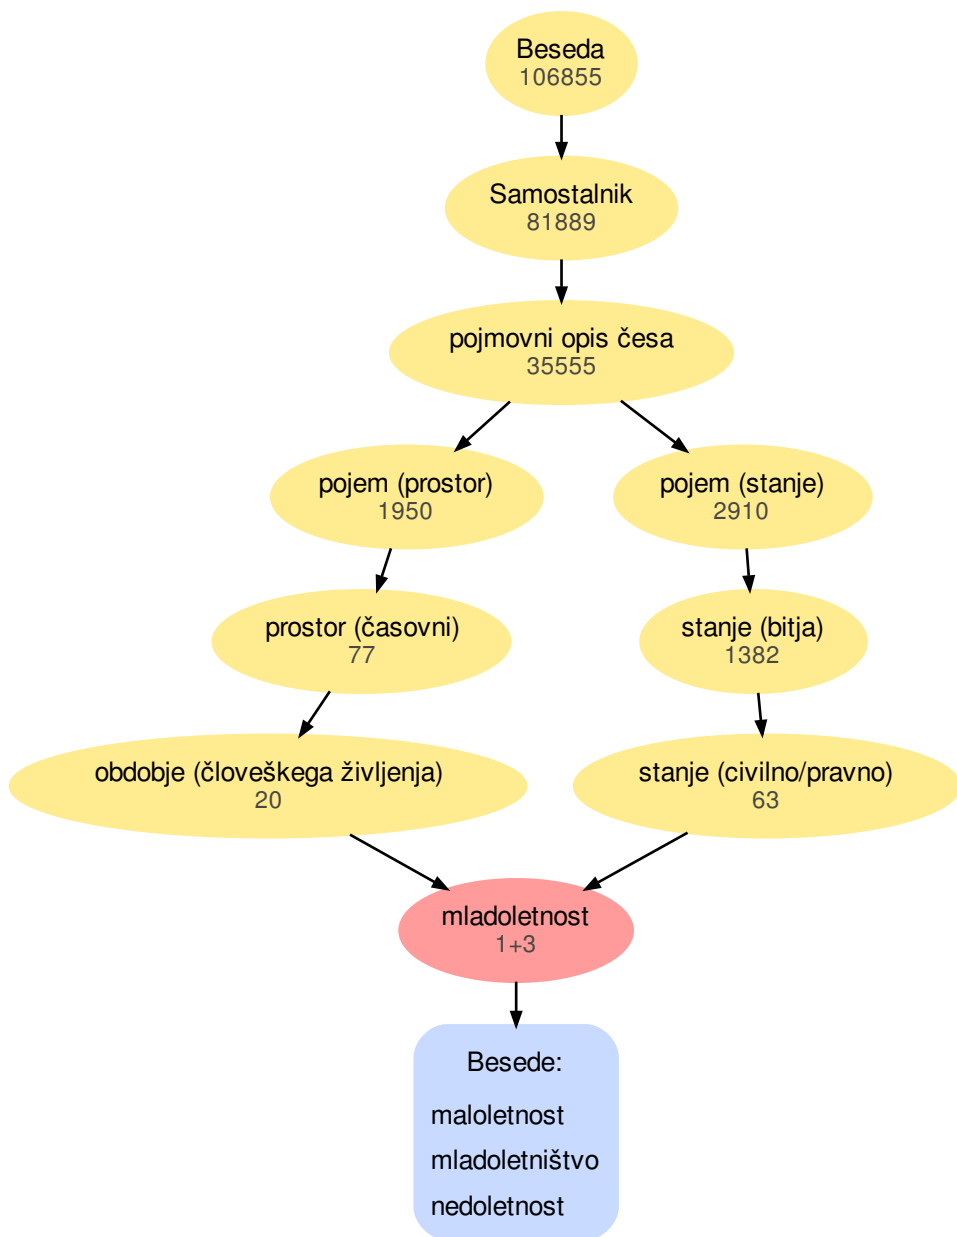 Beseda
106855
Samostalnik
81889
pojmovni opis česa
35555
pojem (prostor)
1950
pojem (stanje)
2910
prostor (časovni)
77
stanje (bitja)
1382
obdobje (človeškega življenja)
20
stanje (civilno/pravno)
63
mladoletnost
1+3
Besede:
maloletnost
mladoletništvo
nedoletnost